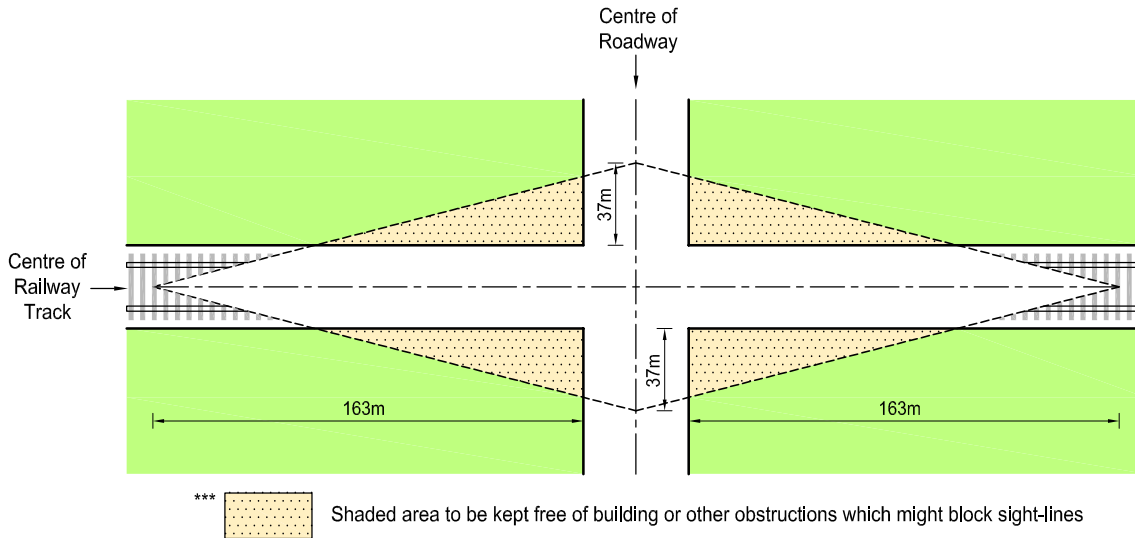 Centre of
Roadway
37m
Centre of
Railway
Track
37m
163m
163m
*** Shaded area to be kept free of building or other obstructions which might block sight-lines